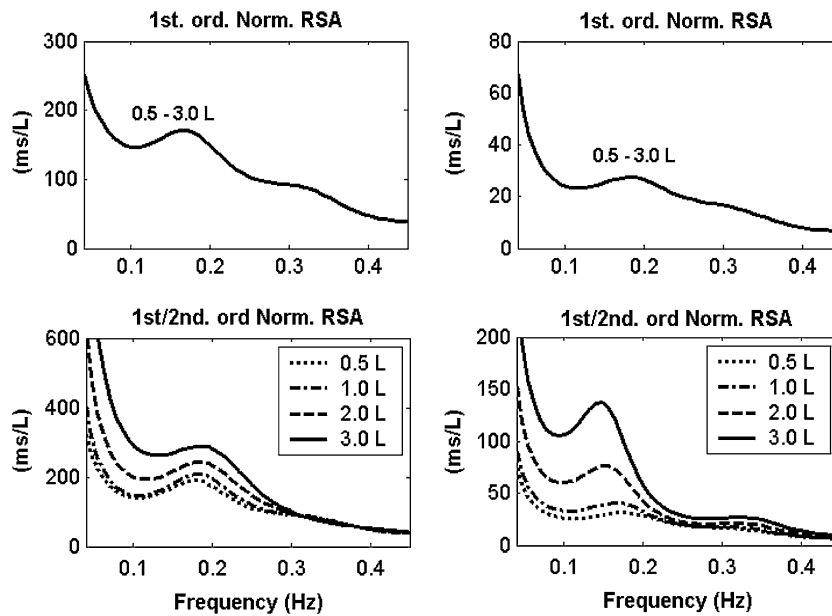 1st. ord. Norm. RSA
300
200
100
0
(ms/L)
0.5 - 3.0 L
0.1
0.2
0.3
0.4
1st. ord. Norm. RSA
80
60
40
20
0
(ms/L)
0.5 - 3.0 L
0.1
0.2
0.3
0.4
1st/2nd. ord Norm. RSA
600
400
200
0
(ms/L)
0.5 L
1.0 L
2.0 L
3.0 L
0.1
0.2
0.3
0.4
Frequency (Hz)
1st/2nd. ord Norm. RSA
200
150
100
50
0
(ms/L)
0.5 L
1.0 L
2.0 L
3.0 L
0.1
0.2
0.3
0.4
Frequency (Hz)